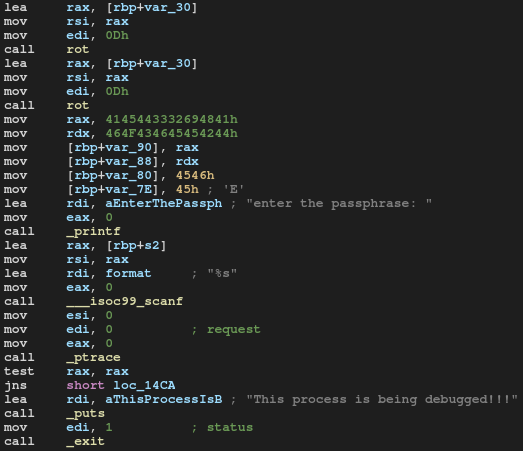 lea rax, [rbp+var_30]
mov rsi, rax
mov edi, 0Dh
call rot
lea rax, [rbp+var_30]
mov rsi, rax
mov edi, 0Dh
call rot
mov rax, 4145443332694841h
mov rdx, 464F434645454244h
mov [rbp+var_90], rax
mov [rbp+var_88], rdx
mov [rbp+var_80], 4546h
mov [rbp+var_7E], 45h ; 'E'
lea rdi, aEnterThePassph ; "enter the passphrase: "
mov eax, 0
call _printf
lea rax, [rbp+s2]
mov rsi, rax
lea rdi, format ; "%s"
mov eax, 0
call ___isoc99_scanf
mov esi, 0
mov edi, 0 ; request
mov eax, 0
call _ptrace
test rax, rax
jns short loc_14CA
lea rdi, aThisProcessIsB ; "This process is being debugged!!!"
call _puts
mov edi, 1 ; status
call _exit